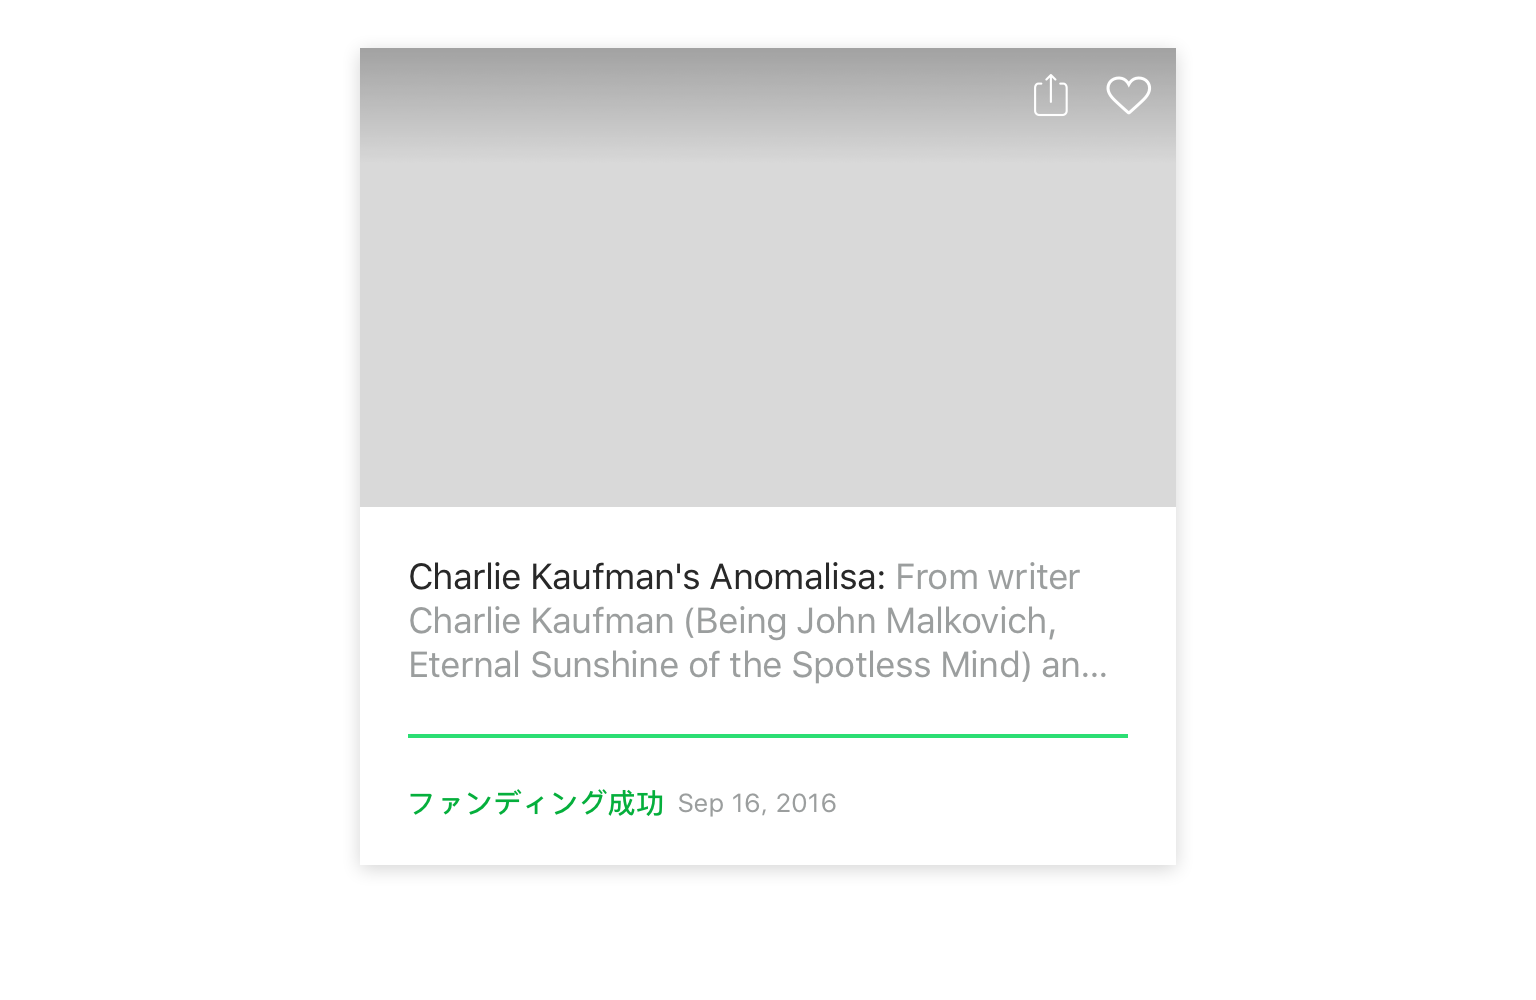 Charlie Kaufman's Anomalisa: From writer
Charlie Kaufman (Being John Malkovich,
Eternal Sunshine of the Spotless Mind) an...
ファンディング成功 Sep 16, 2016